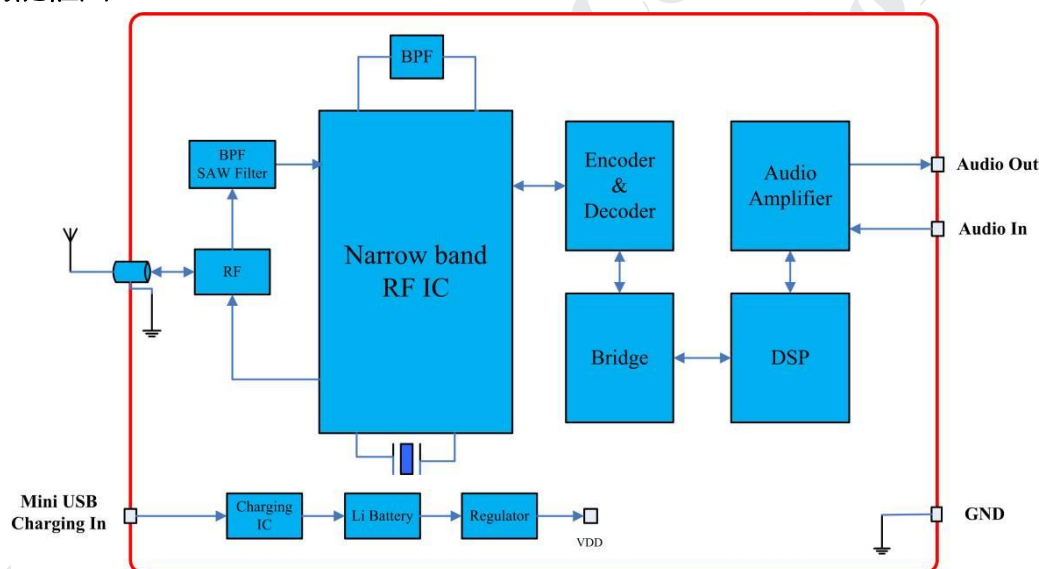 BPF
BPF
SAW Filter
RF
Narrow band
RF IC
Encoder
&
Decoder
Audio
Amplifier
Audio Out
Audio In
Bridge
DSP
Mini USB
Charging In
Charging
IC
Li Battery
Regulator
VDD
GND